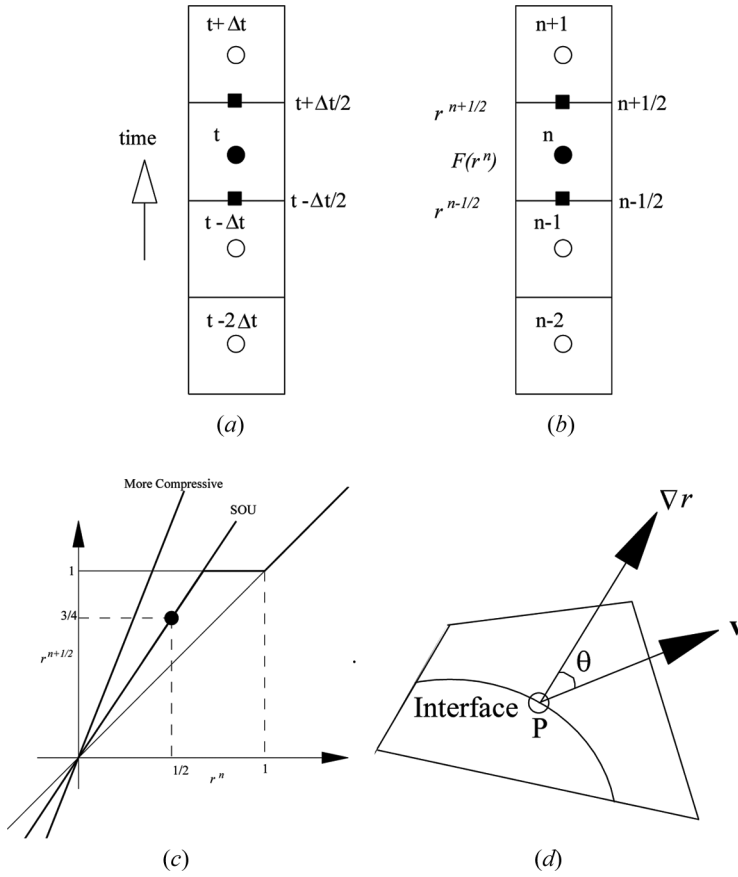 t+Δt
t+Δt/2
t
time
t-Δt/2
t-Δt
t-2Δt
(a)
n+1
r^{n+1/2}
n+1/2
n
F(r^n)
r^{n-1/2}
n-1/2
n-1
n-2
(b)
More Compressive
SOU
1
3/4
r^{n+1/2}
1/2
r^n
1
(c)
∇r
v
θ
Interface
P
(d)